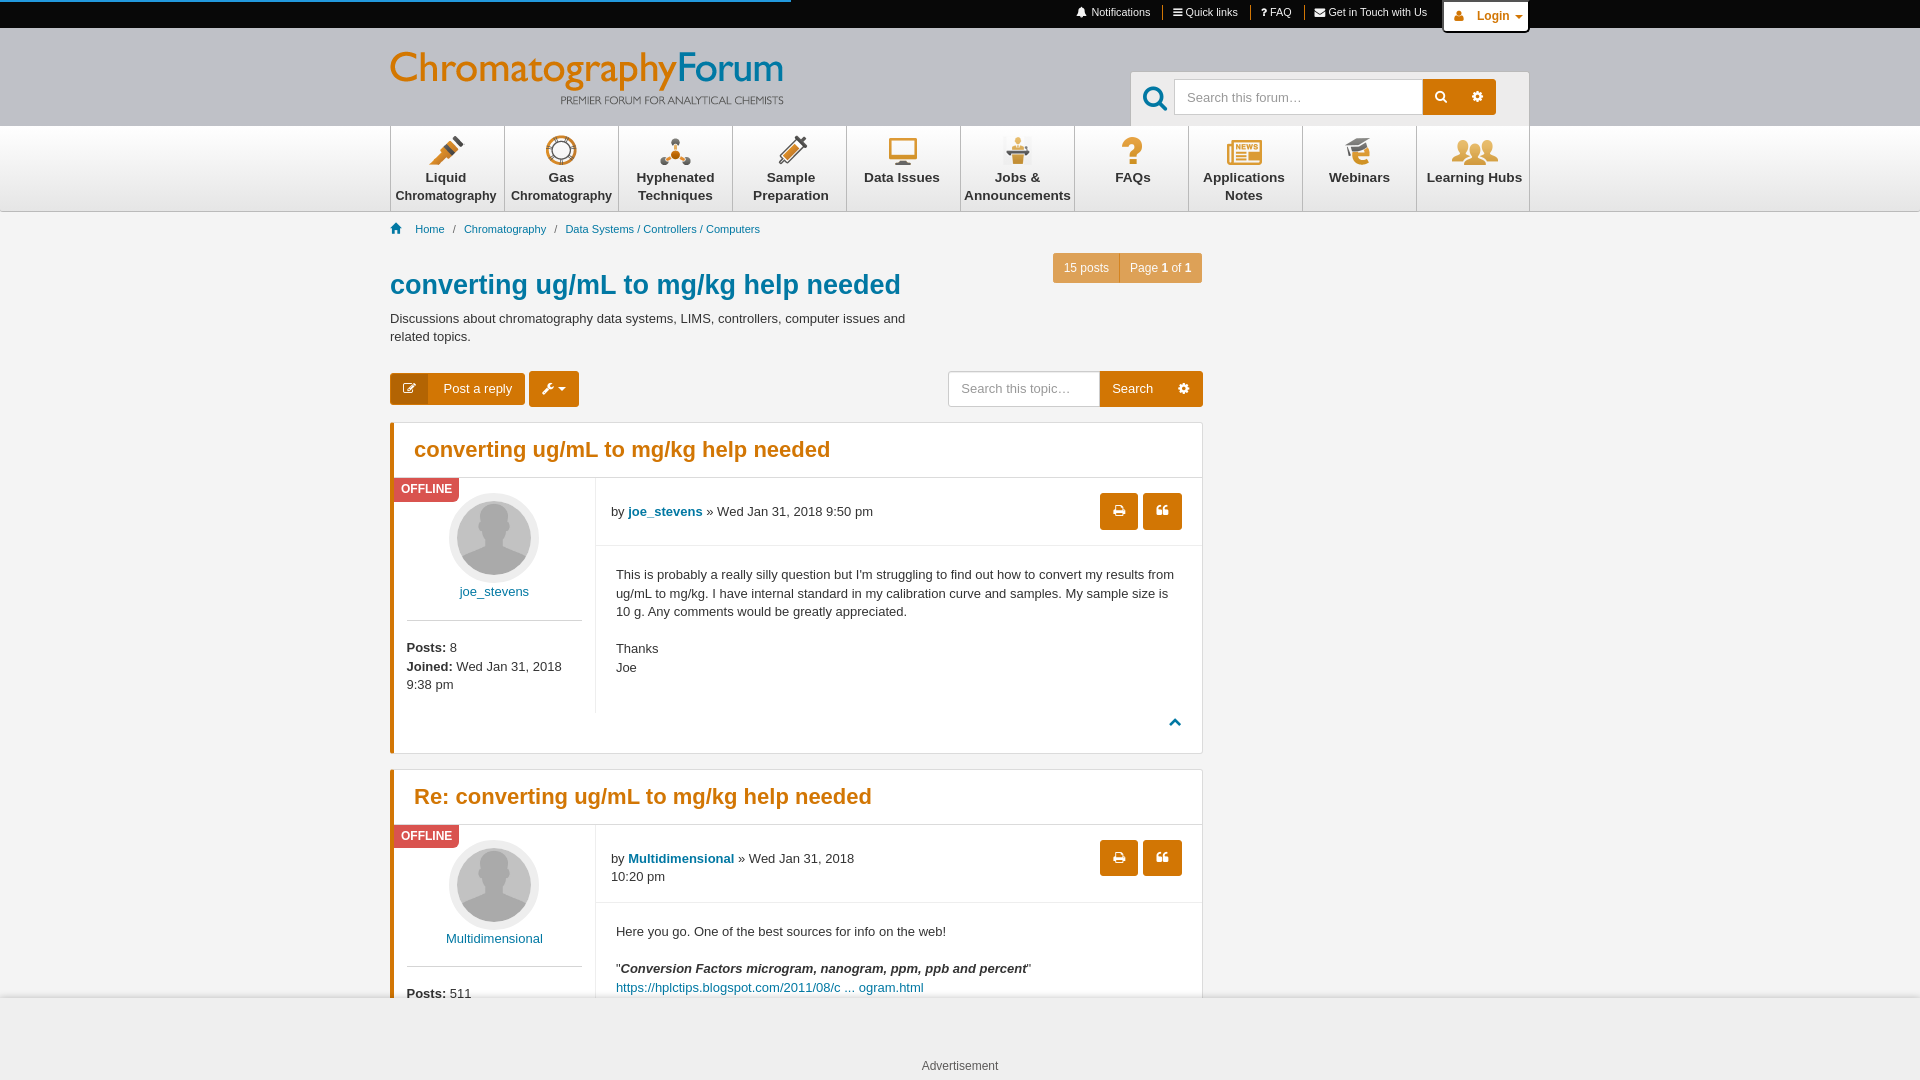 Notifications
Quick links
FAQ
Get in Touch with Us
Login
ChromatographyForum
PREMIER FORUM FOR ANALYTICAL CHEMISTS
Search this forum…
Liquid
Chromatography
Gas
Chromatography
Hyphenated
Techniques
Sample
Preparation
Data Issues
Jobs &
Announcements
FAQs
NEWS
Applications
Notes
Webinars
Learning Hubs
Home / Chromatography / Data Systems / Controllers / Computers
15 posts
Page 1 of 1
converting ug/mL to mg/kg help needed
Discussions about chromatography data systems, LIMS, controllers, computer issues and
related topics.
Post a reply
Search this topic…
Search
converting ug/mL to mg/kg help needed
OFFLINE
joe_stevens
Posts: 8
Joined: Wed Jan 31, 2018
9:38 pm
by joe_stevens » Wed Jan 31, 2018 9:50 pm
This is probably a really silly question but I'm struggling to find out how to convert my results from
ug/mL to mg/kg. I have internal standard in my calibration curve and samples. My sample size is
10 g. Any comments would be greatly appreciated.
Thanks
Joe
Re: converting ug/mL to mg/kg help needed
OFFLINE
Multidimensional
Posts: 511
by Multidimensional » Wed Jan 31, 2018
10:20 pm
Here you go. One of the best sources for info on the web!
"Conversion Factors microgram, nanogram, ppm, ppb and percent"
https://hplctips.blogspot.com/2011/08/c ... ogram.html
Advertisement